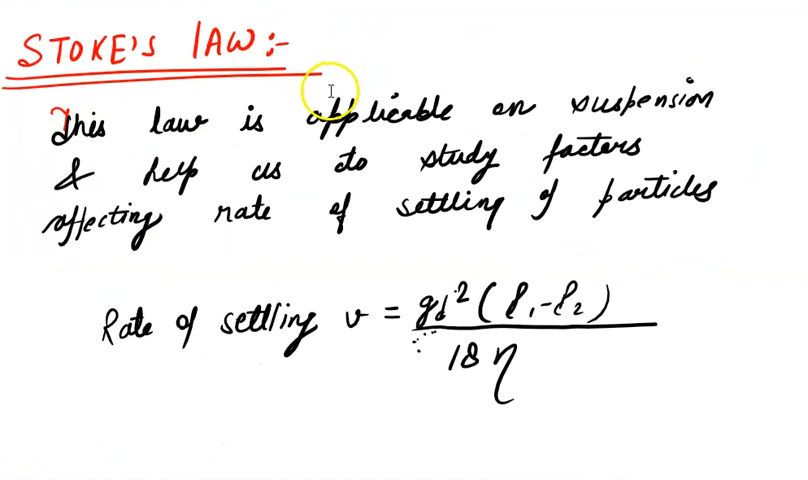 STOKE'S LAW:-
This law is applicable on suspension
& help us to study factors
affecting rate of settling of particles
Rate of settling v = gd²(ρ₁-ρ₂)
18η